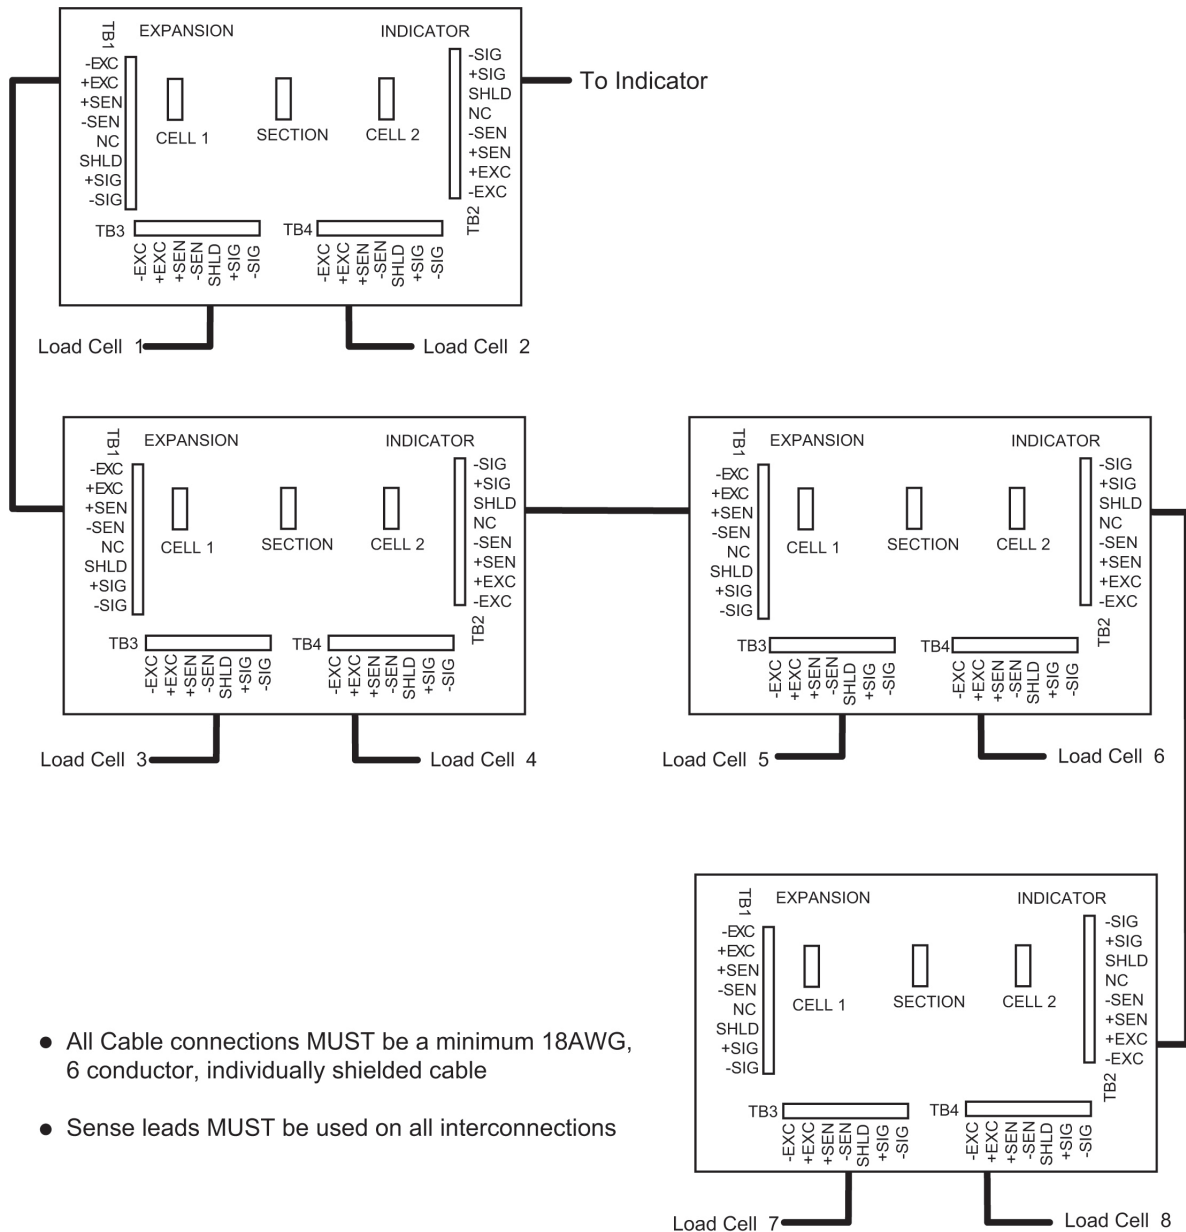 TB1
EXPANSION
INDICATOR
-EXC
+EXC
+SEN
-SEN
NC
SHLD
+SIG
-SIG
CELL 1
SECTION
CELL 2
-SIG
+SIG
SHLD
NC
-SEN
+SEN
+EXC
-EXC
TB2
To Indicator
TB3
-EXC
+EXC
+SEN
-SEN
SHLD
+SIG
-SIG
TB4
-EXC
+EXC
+SEN
-SEN
SHLD
+SIG
-SIG
Load Cell 1
Load Cell 2
TB1
EXPANSION
INDICATOR
-EXC
+EXC
+SEN
-SEN
NC
SHLD
+SIG
-SIG
CELL 1
SECTION
CELL 2
-SIG
+SIG
SHLD
NC
-SEN
+SEN
+EXC
-EXC
TB2
TB3
-EXC
+EXC
+SEN
-SEN
SHLD
+SIG
-SIG
TB4
-EXC
+EXC
+SEN
-SEN
SHLD
+SIG
-SIG
Load Cell 3
Load Cell 4
TB1
EXPANSION
INDICATOR
-EXC
+EXC
+SEN
-SEN
NC
SHLD
+SIG
-SIG
CELL 1
SECTION
CELL 2
-SIG
+SIG
SHLD
NC
-SEN
+SEN
+EXC
-EXC
TB2
TB3
-EXC
+EXC
+SEN
-SEN
SHLD
+SIG
-SIG
TB4
-EXC
+EXC
+SEN
-SEN
SHLD
+SIG
-SIG
Load Cell 5
Load Cell 6
TB1
EXPANSION
INDICATOR
-EXC
+EXC
+SEN
-SEN
NC
SHLD
+SIG
-SIG
CELL 1
SECTION
CELL 2
-SIG
+SIG
SHLD
NC
-SEN
+SEN
+EXC
-EXC
TB2
TB3
-EXC
+EXC
+SEN
-SEN
SHLD
+SIG
-SIG
TB4
-EXC
+EXC
+SEN
-SEN
SHLD
+SIG
-SIG
Load Cell 7
Load Cell 8
● All Cable connections MUST be a minimum 18AWG,
6 conductor, individually shielded cable
● Sense leads MUST be used on all interconnections